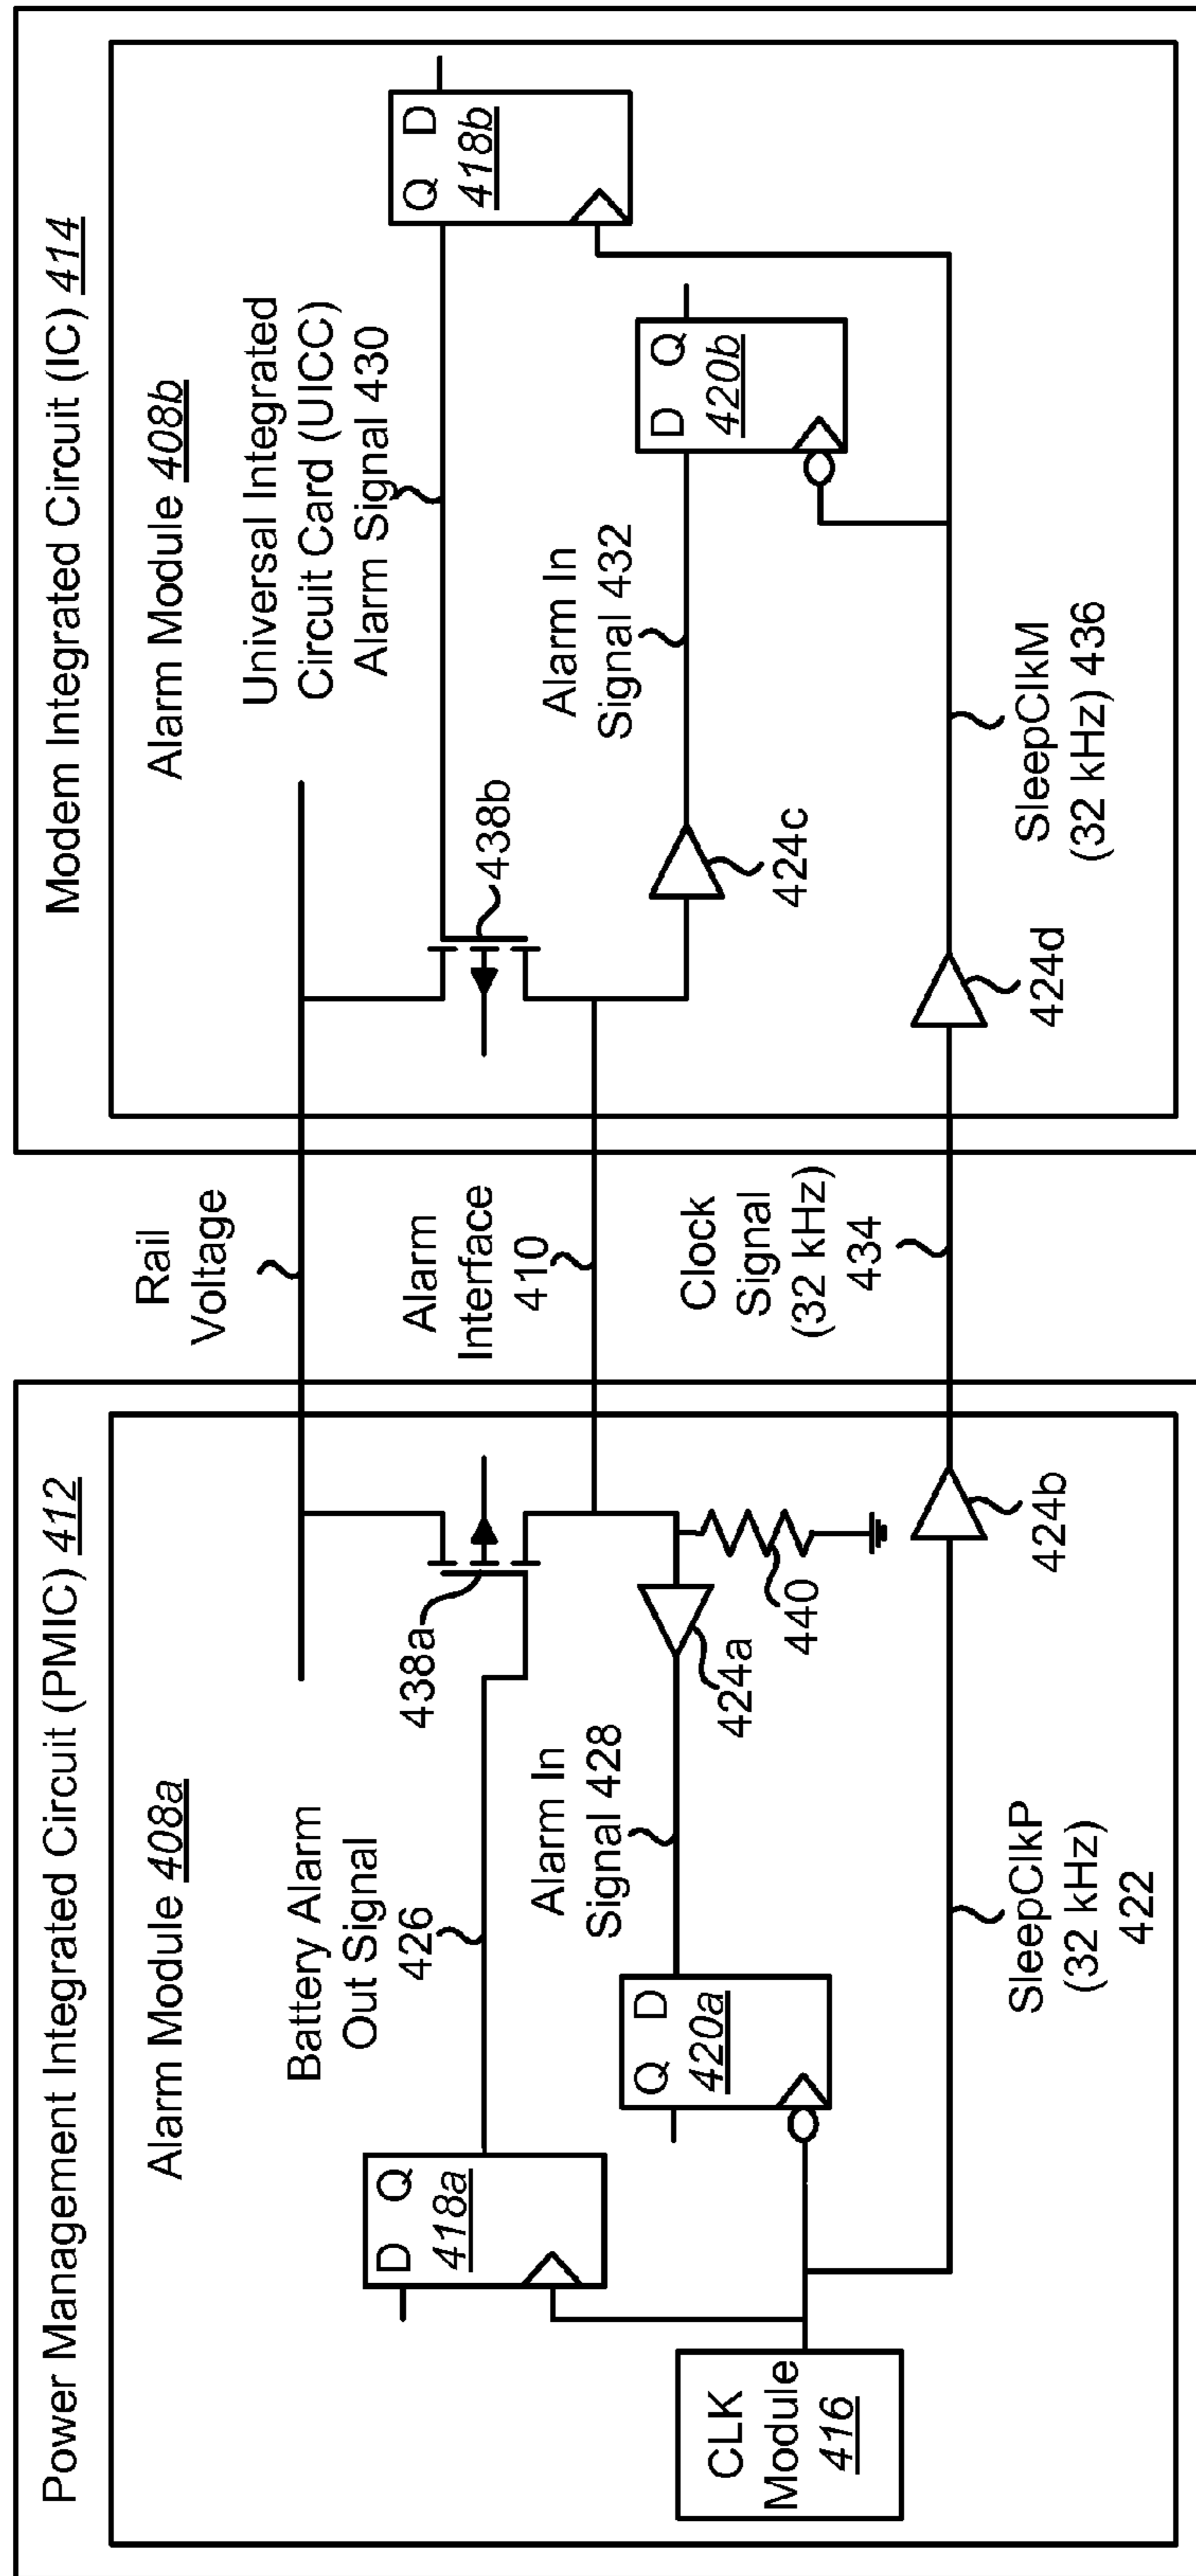 Power Management Integrated Circuit (PMIC) 412
Alarm Module 408a
Battery Alarm
Out Signal
426
D Q
418a
438a
Alarm In
Signal 428
Q D
420a
424a
440
CLK
Module
416
SleepClkP
(32 kHz)
422
424b
Rail
Voltage
Alarm
Interface
410
Clock
Signal
(32 kHz)
434
Modem Integrated Circuit (IC) 414
Alarm Module 408b
Universal Integrated
Circuit Card (UICC)
Alarm Signal 430
Q D
418b
438b
Alarm In
Signal 432
D Q
420b
424c
424d
SleepClkM
(32 kHz) 436